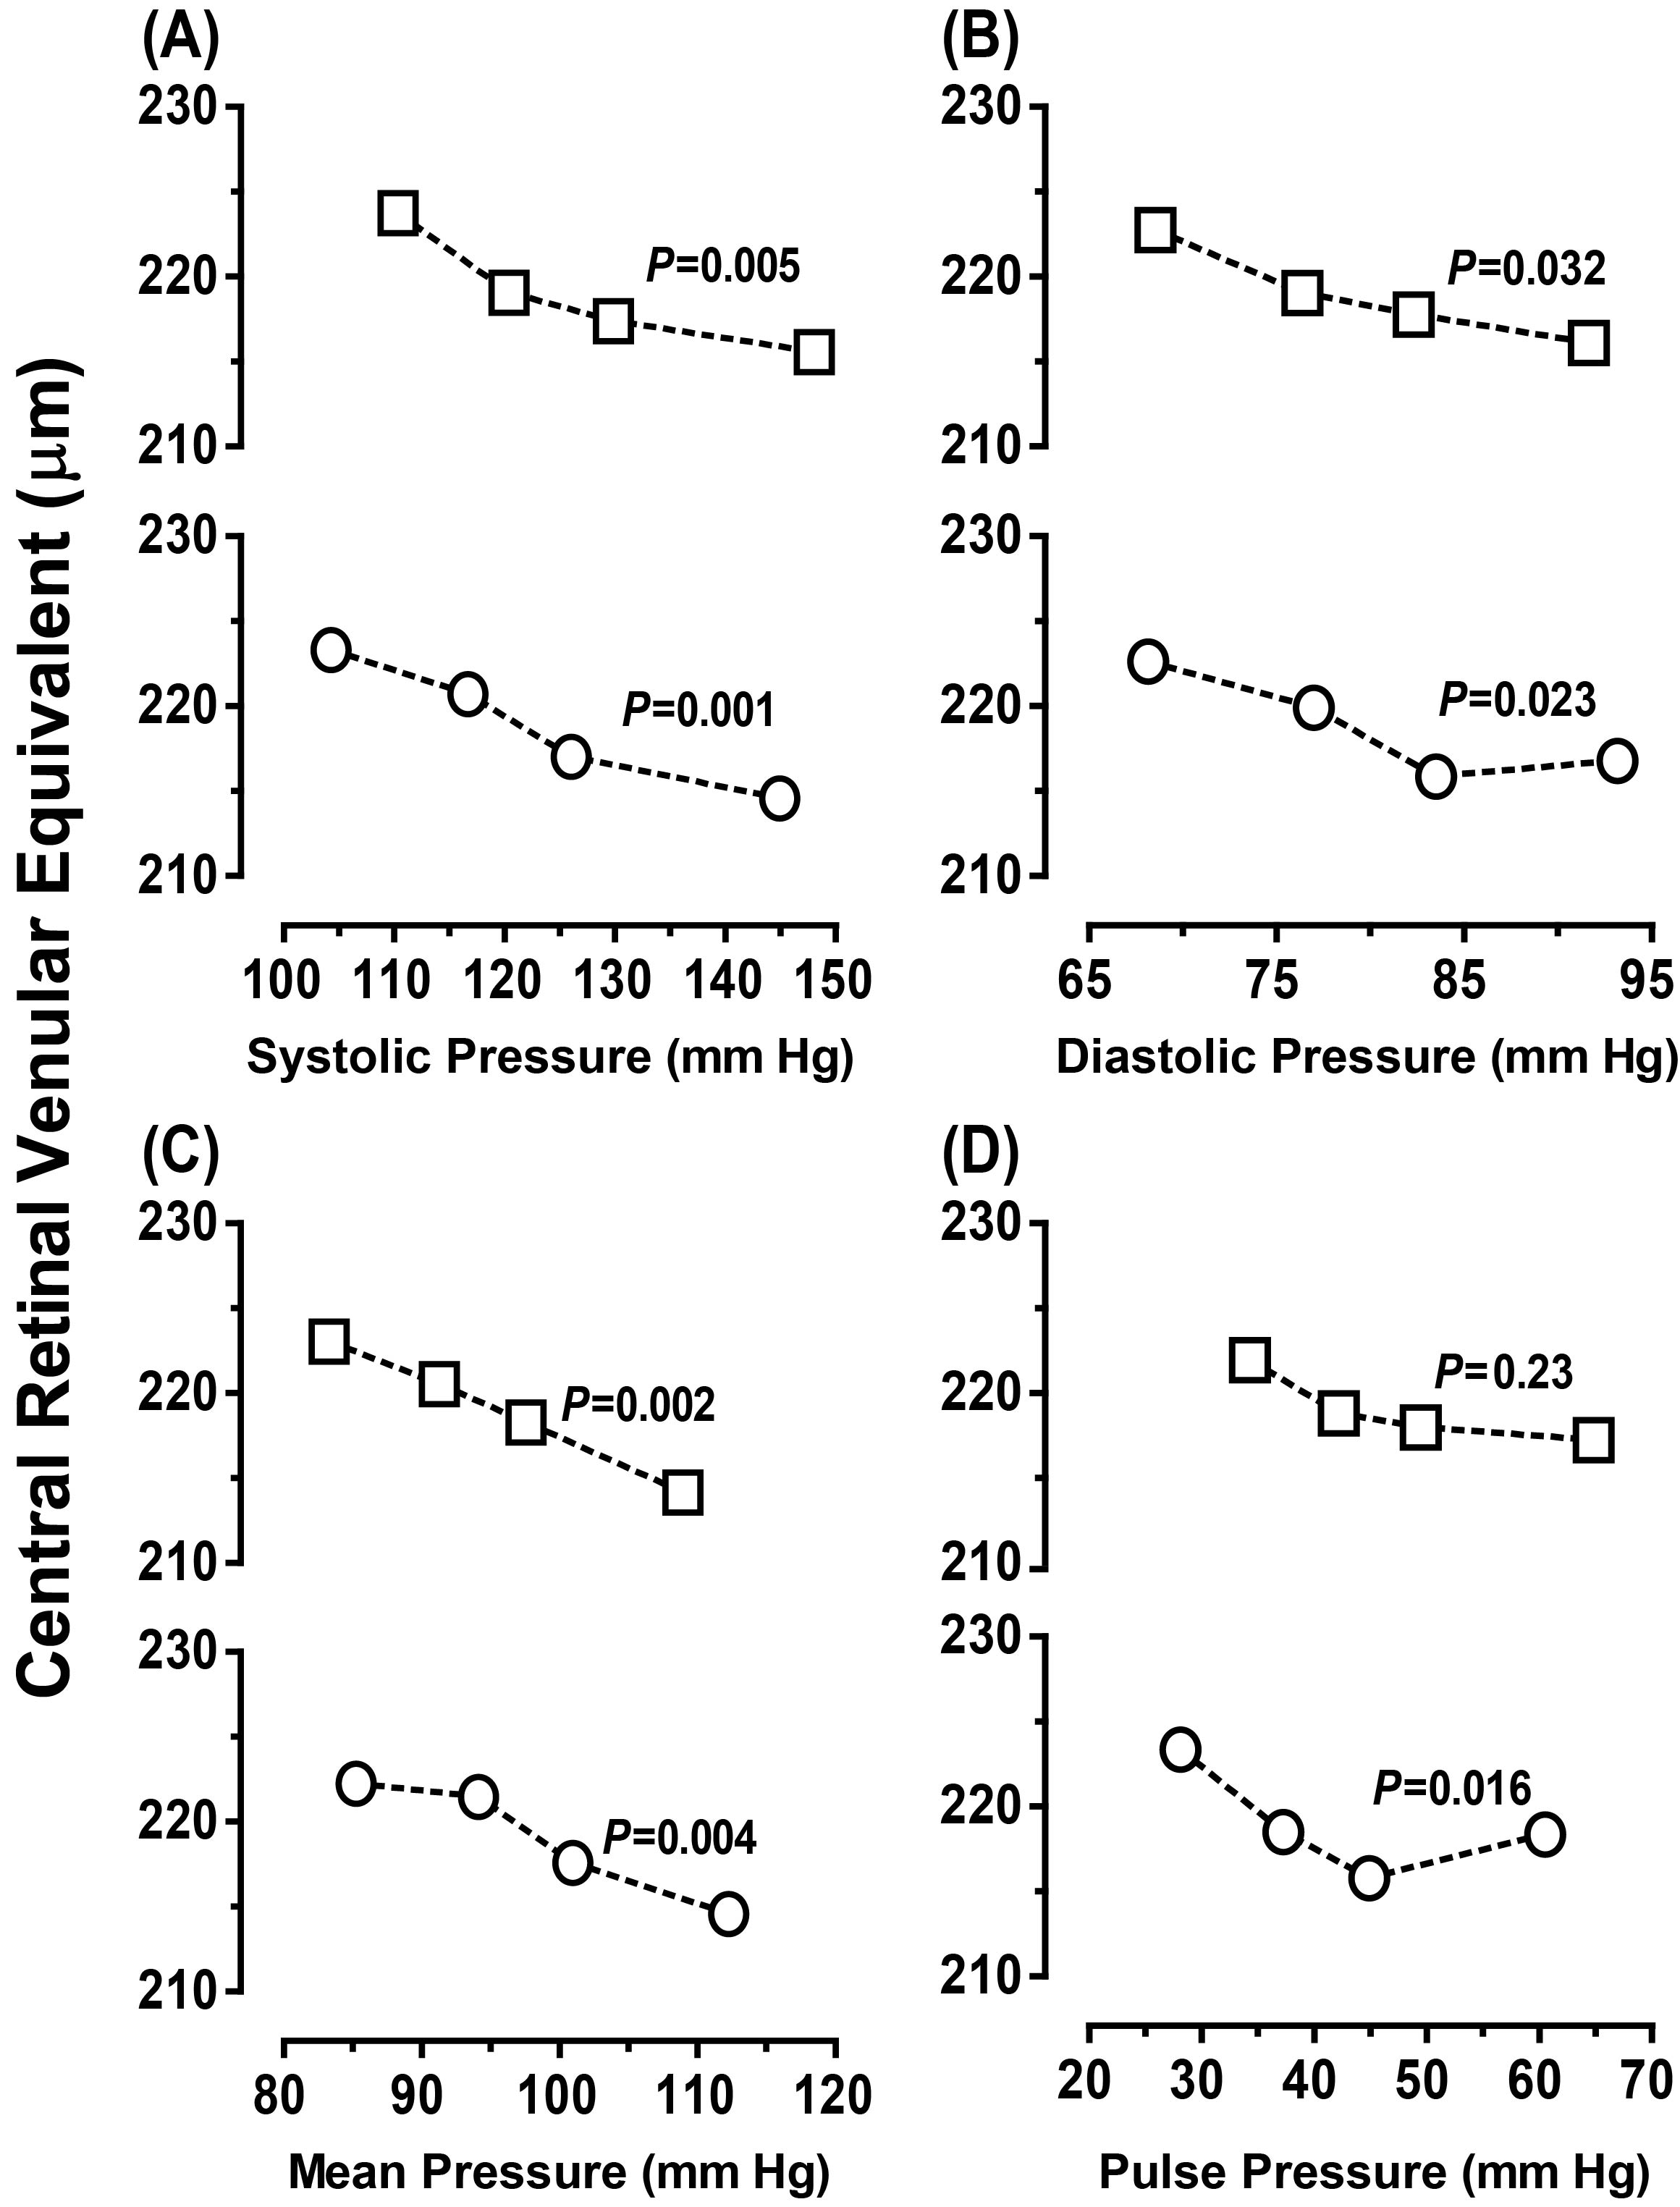 Central Retinal Venular Equivalent (μm)
(A)
230
220
210
P=0.005
230
220
210
P=0.001
100 110 120 130 140 150
Systolic Pressure (mm Hg)
(B)
230
220
210
P=0.032
230
220
210
P=0.023
65 75 85 95
Diastolic Pressure (mm Hg)
(C)
230
220
210
P=0.002
230
220
210
P=0.004
80 90 100 110 120
Mean Pressure (mm Hg)
(D)
230
220
210
P=0.23
230
220
210
P=0.016
20 30 40 50 60 70
Pulse Pressure (mm Hg)